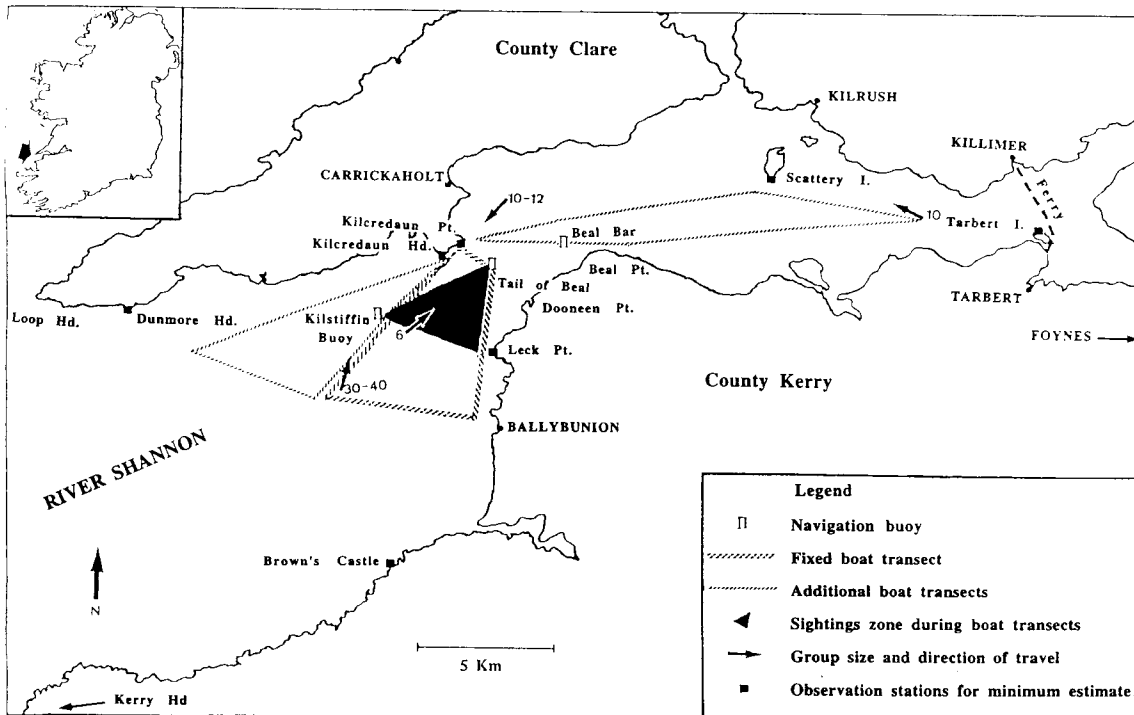 County Clare
KILRUSH
KILLIMER
Ferry
CARRICKAHOLT
Scattery I.
10-12
10
Tarbert I.
Kilcredaun Pt.
Kilcredaun Hd.
Beal Bar
Beal Pt.
Tail of Beal
TARBERT
Dooneen Pt.
Loop Hd.
Dunmore Hd.
Kilstiffin
Buoy
6
FOYNES
Leck Pt.
30-40
County Kerry
BALLYBUNION
RIVER SHANNON
Brown's Castle
N
5 Km
Kerry Hd
Legend
Navigation buoy
Fixed boat transect
Additional boat transects
Sightings zone during boat transects
Group size and direction of travel
Observation stations for minimum estimate